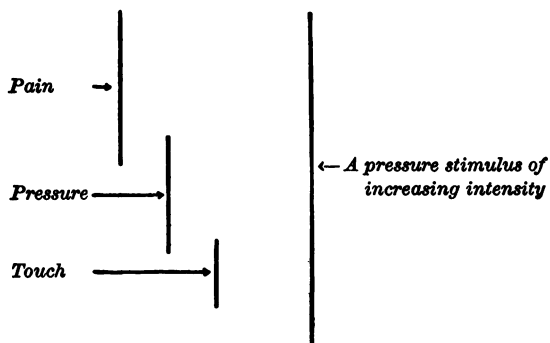 Pain
← A pressure stimulus of
increasing intensity
Pressure
Touch